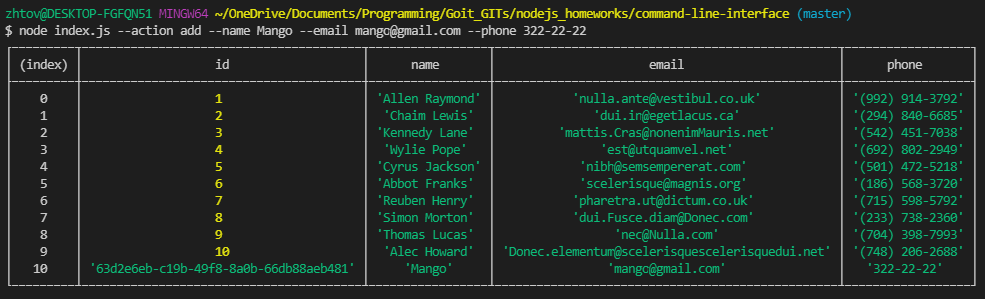 zhtov@DESKTOP-FGFQN51 MINGW64 ~/OneDrive/Documents/Programming/Goit_GITs/nodejs_homeworks/command-line-interface (master)
$ node index.js --action add --name Mango --email mango@gmail.com --phone 322-22-22
(index) id name email phone
0 1 'Allen Raymond' 'nulla.ante@vestibul.co.uk' '(992) 914-3792'
1 2 'Chaim Lewis' 'dui.in@egetlacus.ca' '(294) 840-6685'
2 3 'Kennedy Lane' 'mattis.Cras@nonenimMauris.net' '(542) 451-7038'
3 4 'Wylie Pope' 'est@utquamvel.net' '(692) 802-2949'
4 5 'Cyrus Jackson' 'nibh@semsempererat.com' '(501) 472-5218'
5 6 'Abbot Franks' 'scelerisque@magnis.org' '(186) 568-3720'
6 7 'Reuben Henry' 'pharetra.ut@dictum.co.uk' '(715) 598-5792'
7 8 'Simon Morton' 'dui.Fusce.diam@Donec.com' '(233) 738-2360'
8 9 'Thomas Lucas' 'nec@Nulla.com' '(704) 398-7993'
9 10 'Alec Howard' 'Donec.elementum@scelerisquescelerisquedui.net' '(748) 206-2688'
10 '63d2e6eb-c19b-49f8-8a0b-66db88aeb481' 'Mango' 'mango@gmail.com' '322-22-22'